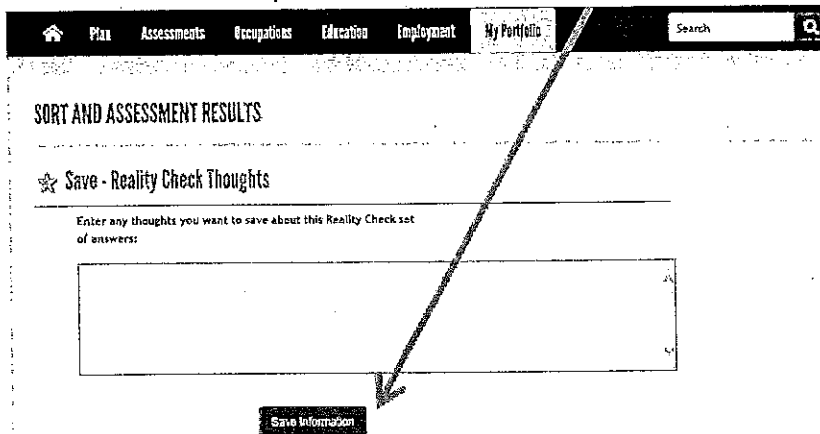 Plan Assessments Occupations Education Employment My Portfolio Search
SORT AND ASSESSMENT RESULTS
Save - Reality Check Thoughts
Enter any thoughts you want to save about this Reality Check set
of answers:
Save Information